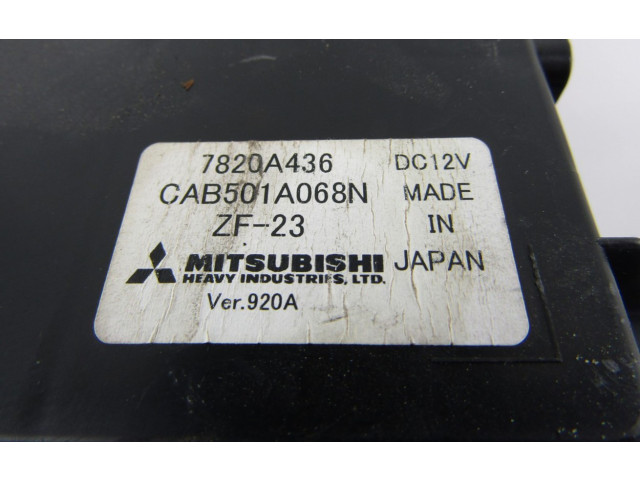 7820A436 DC12V
CAB501A068N MADE
ZF-23 IN
MITSUBISHI JAPAN
HEAVY INDUSTRIES, LTD.
Ver.920A